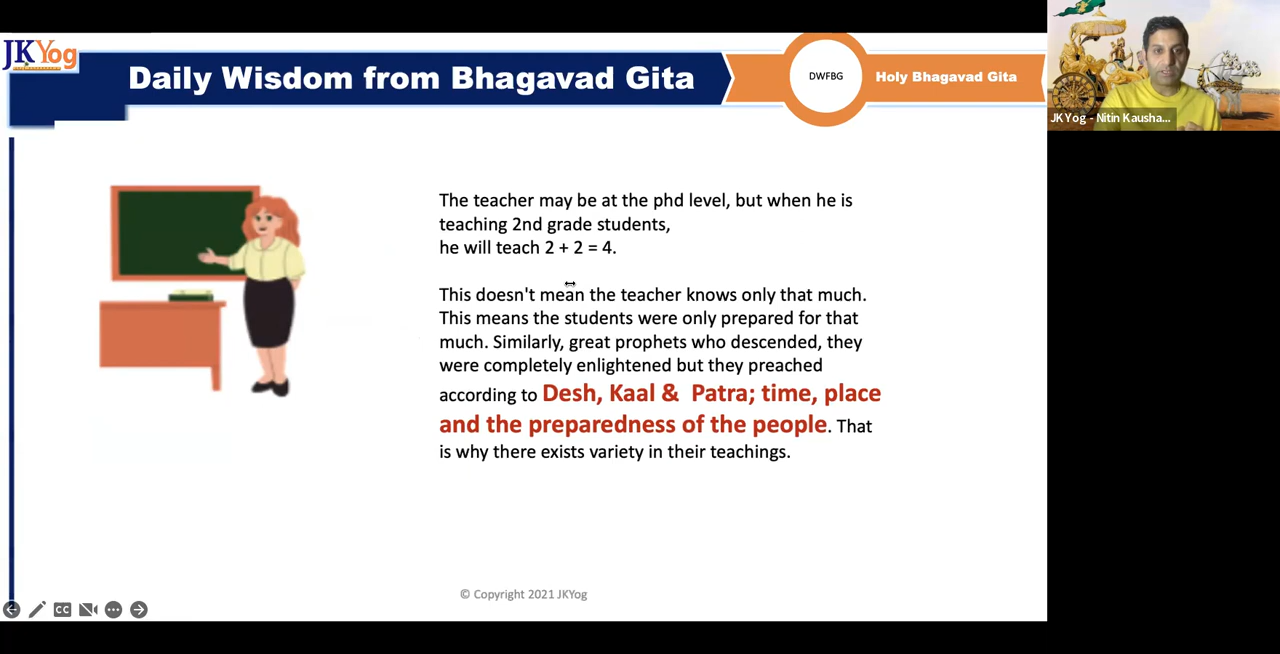 JKYog
Daily Wisdom from Bhagavad Gita
DWFBG
Holy Bhagavad Gita
JKYog - Nitin Kausha...
The teacher may be at the phd level, but when he is
teaching 2nd grade students,
he will teach 2 + 2 = 4.
This doesn't mean the teacher knows only that much.
This means the students were only prepared for that
much. Similarly, great prophets who descended, they
were completely enlightened but they preached
according to Desh, Kaal & Patra; time, place
and the preparedness of the people. That
is why there exists variety in their teachings.
© Copyright 2021 JKYog
CC